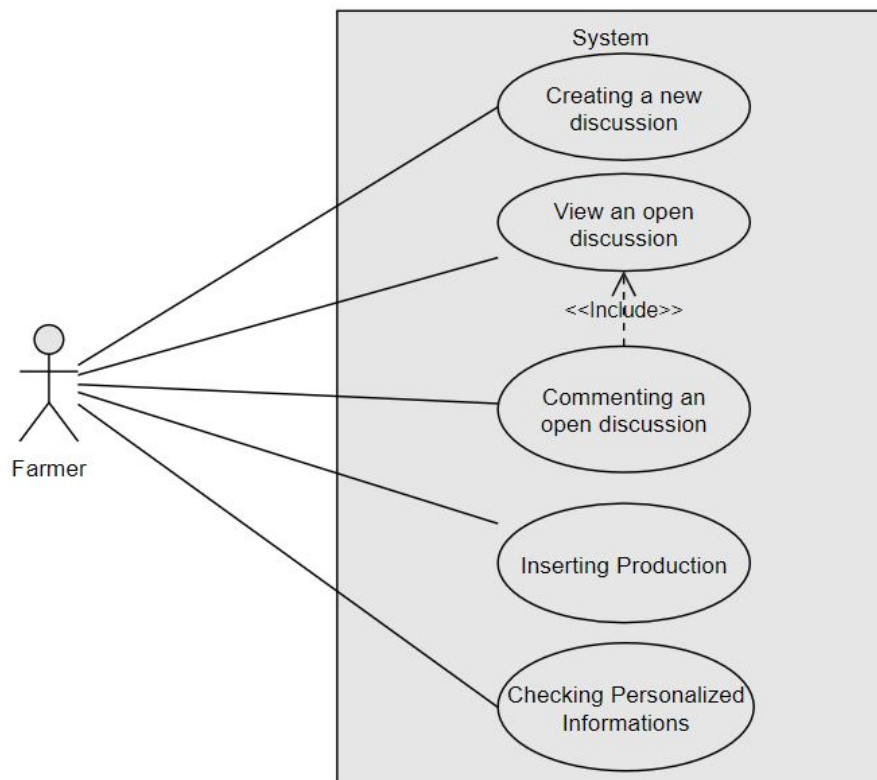 System
Creating a new
discussion
View an open
discussion
<<Include>>
Commenting an
open discussion
Farmer
Inserting Production
Checking Personalized
Informations